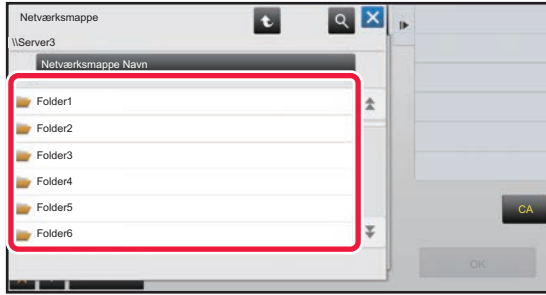 Netværksmappe
\\Server3
Netværksmappe Navn
Folder1
Folder2
Folder3
Folder4
Folder5
Folder6
CA
OK